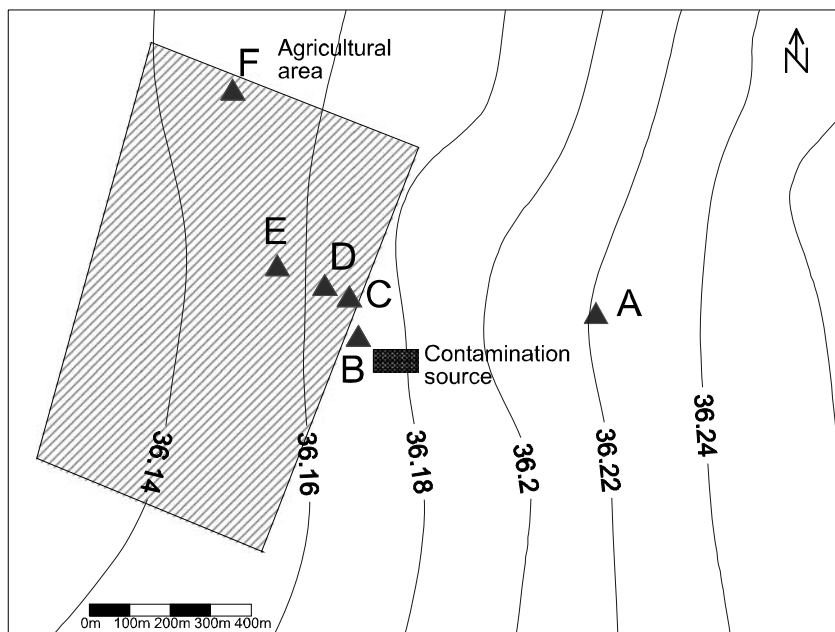 F
Agricultural
area
N
E
D
C
A
B
Contamination
source
36.14
36.16
36.18
36.2
36.22
36.24
0m 100m 200m 300m 400m